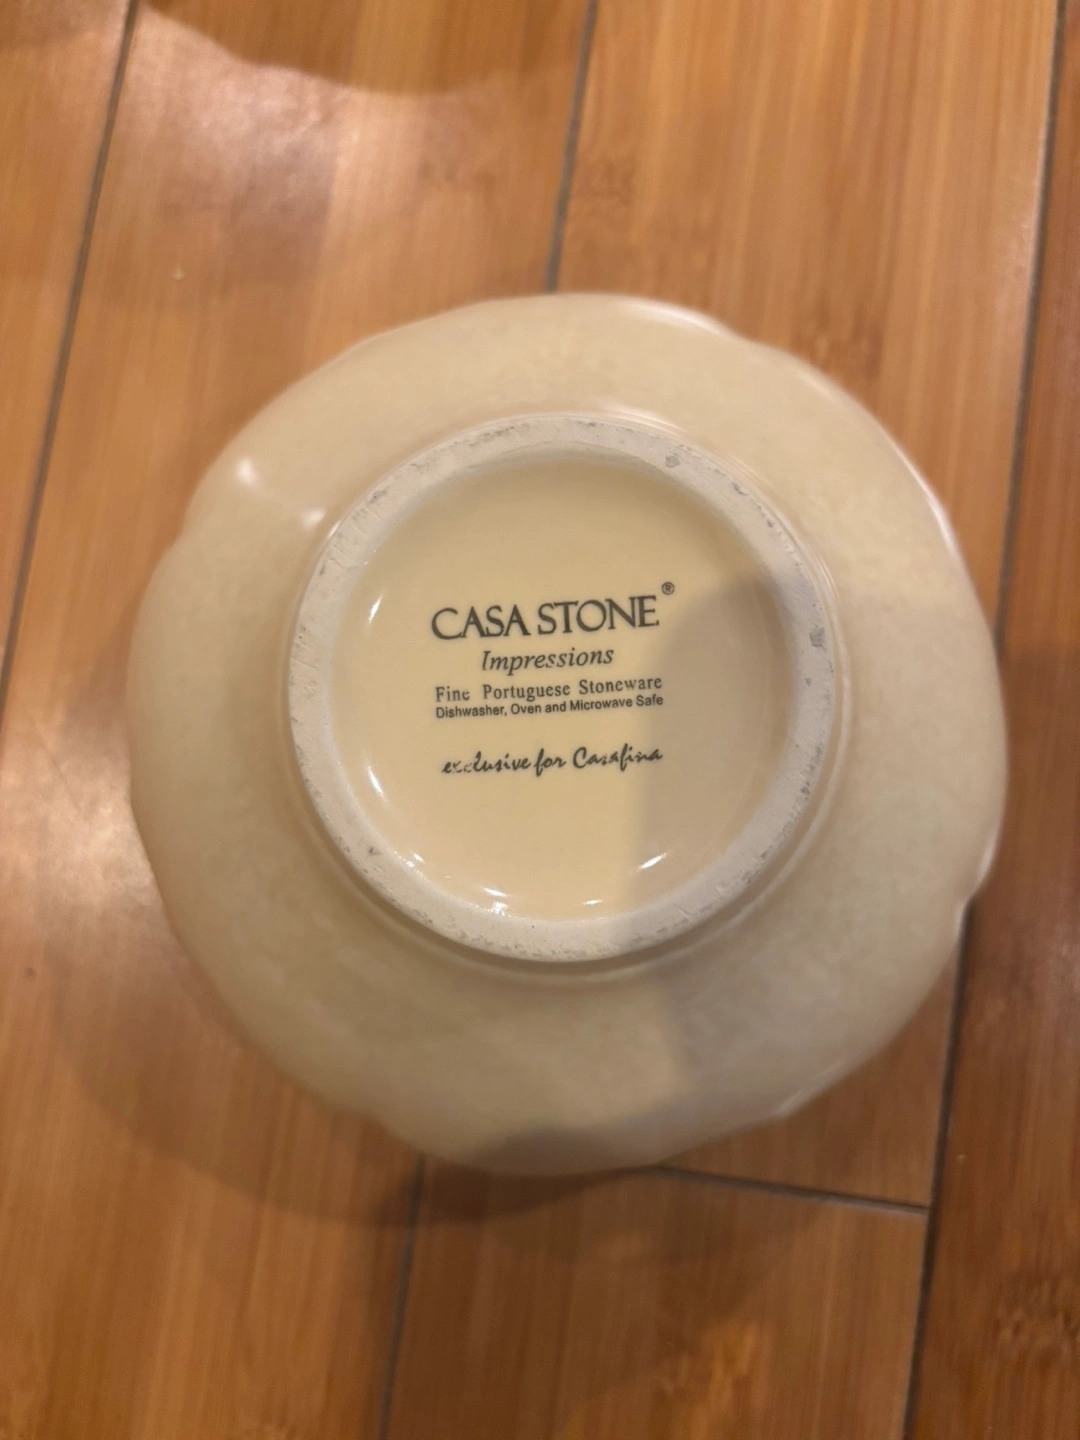 CASA STONE®
Impressions
Fine Portuguese Stoneware
Dishwasher, Oven and Microwave Safe
exclusive for Casafina